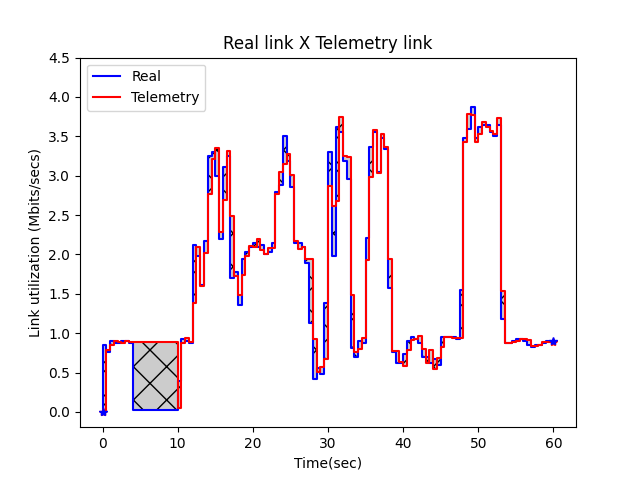 Real link X Telemetry link
Real
Telemetry
Link utilization (Mbits/secs)
4.5
4.0
3.5
3.0
2.5
2.0
1.5
1.0
0.5
0.0
0 10 20 30 40 50 60
Time(sec)